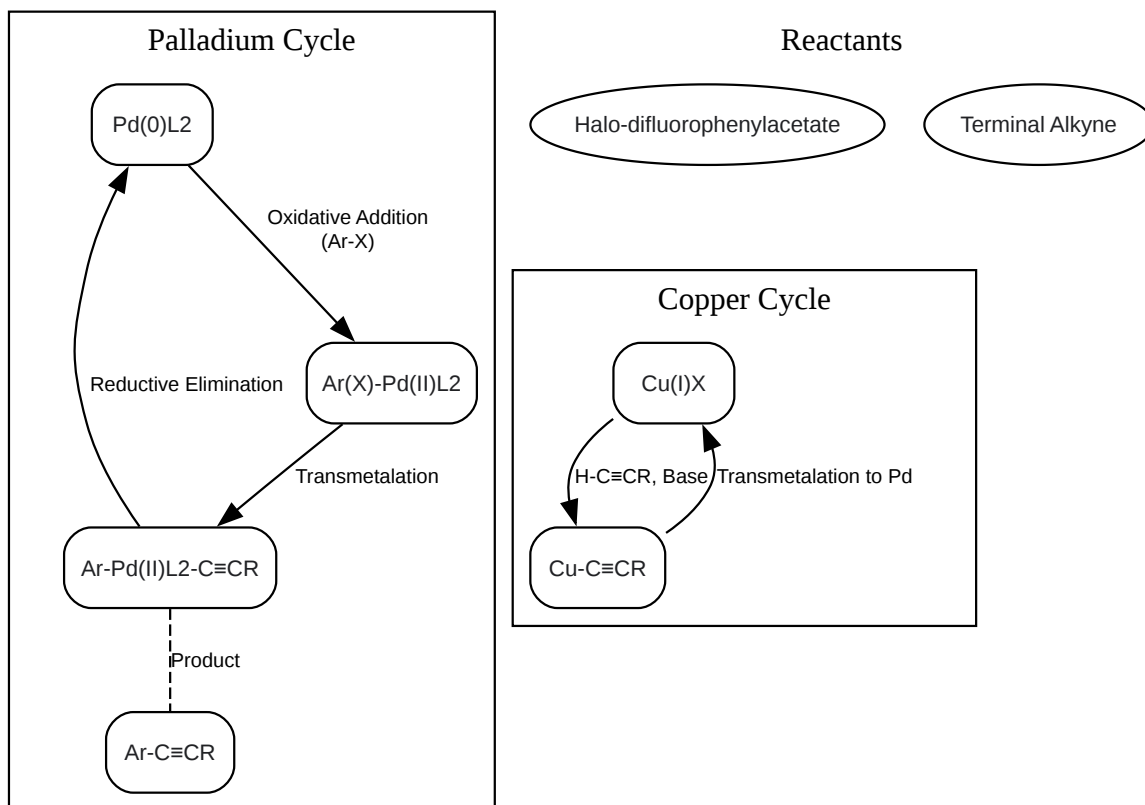 Palladium Cycle
Pd(0)L2
Oxidative Addition
(Ar-X)
Reductive Elimination
Ar(X)-Pd(II)L2
Transmetalation
Ar-Pd(II)L2-C≡CR
Product
Ar-C≡CR
Reactants
Halo-difluorophenylacetate
Terminal Alkyne
Copper Cycle
Cu(I)X
H-C≡CR, Base
Transmetalation to Pd
Cu-C≡CR